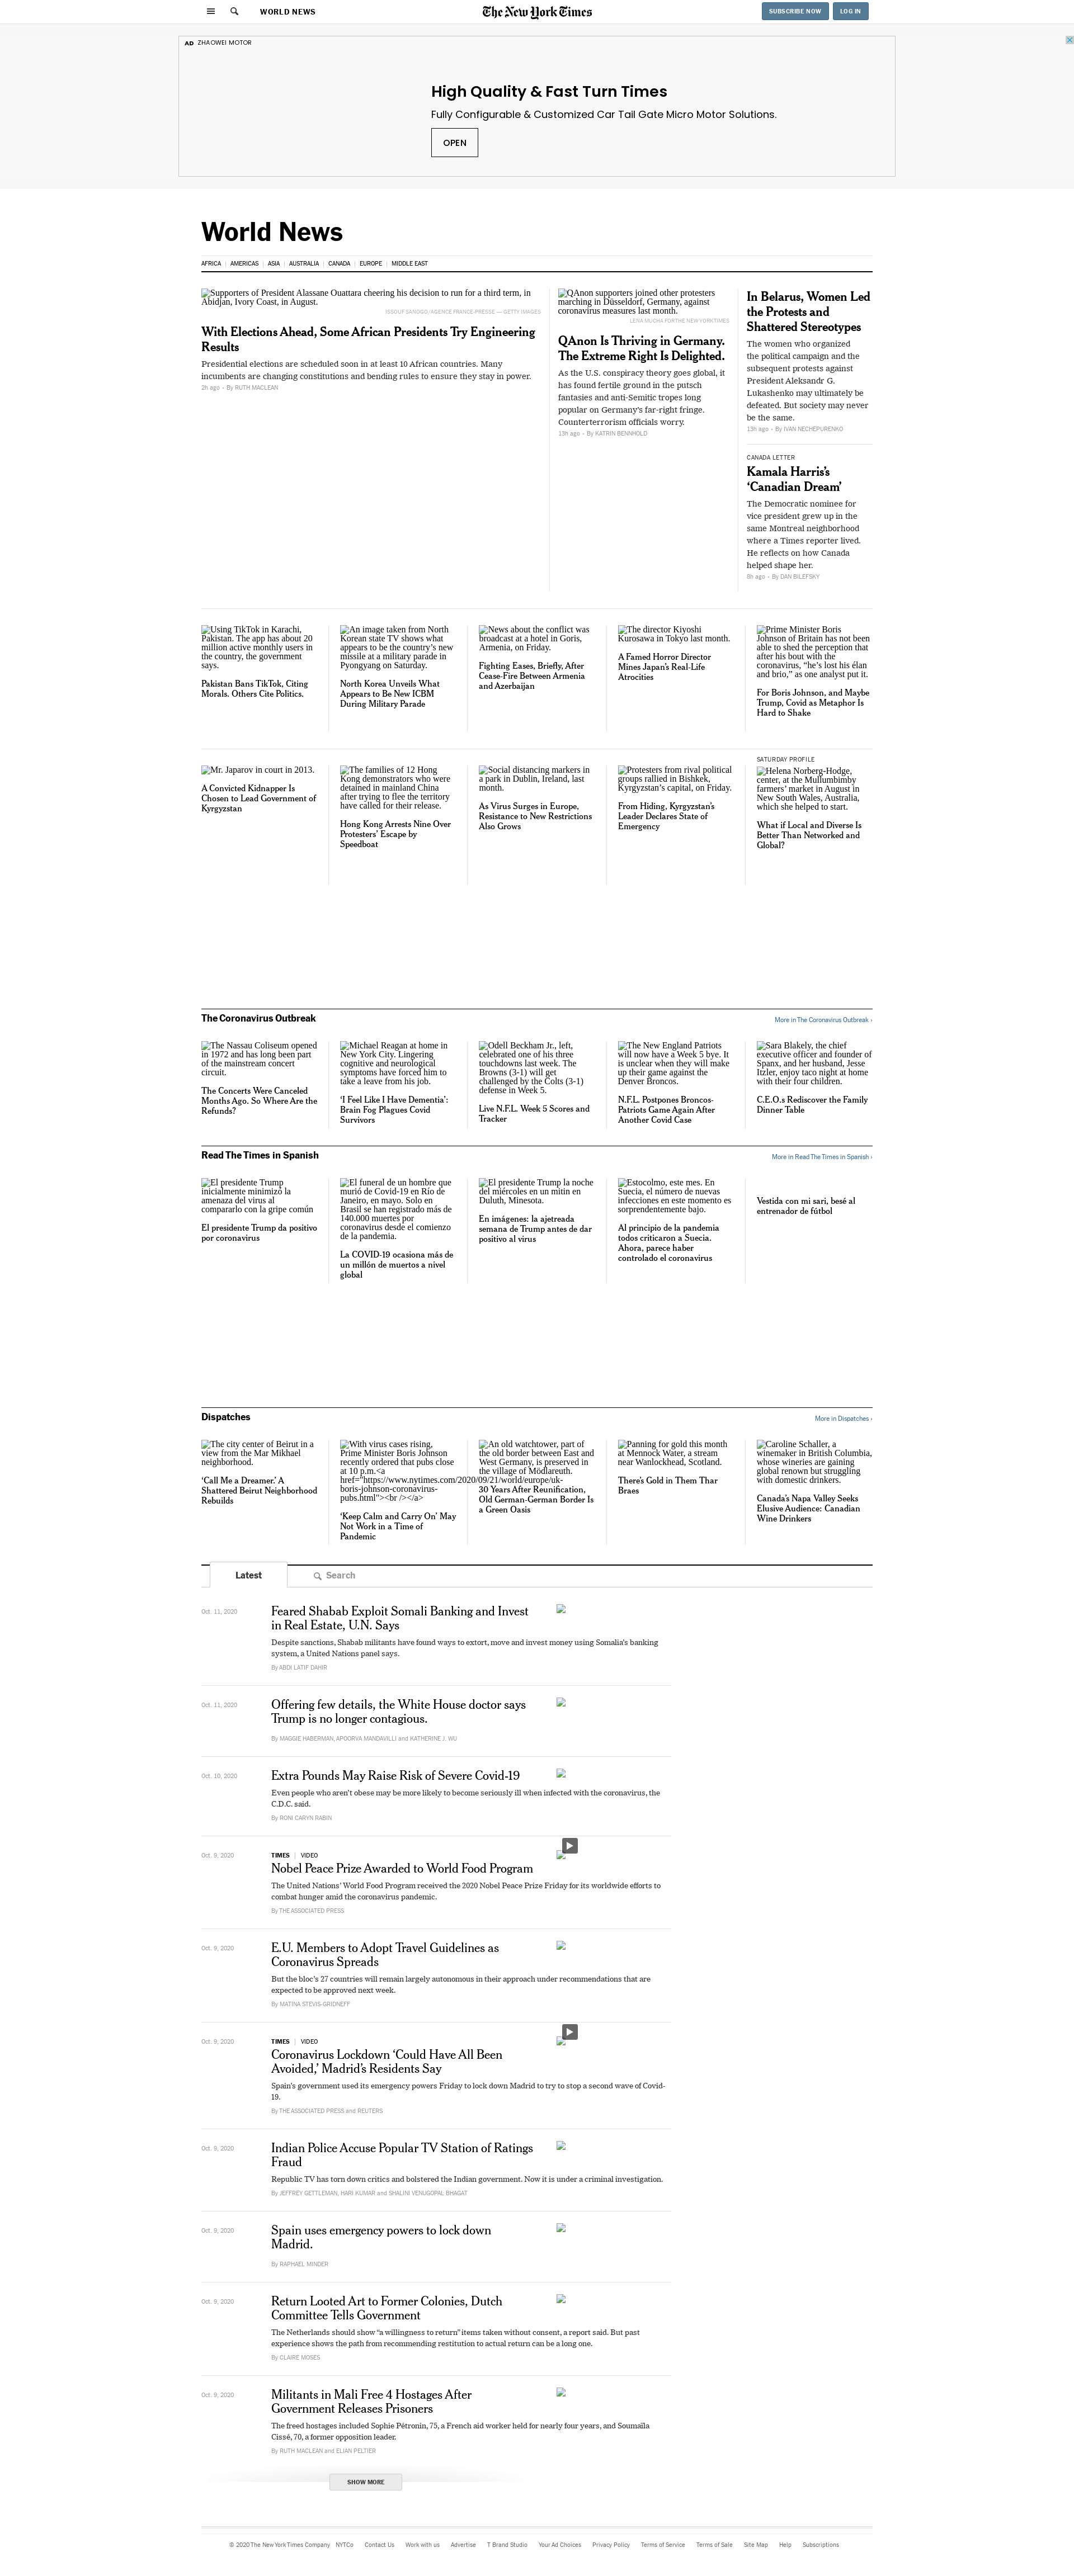 WORLD NEWS
The New York Times
SUBSCRIBE NOW
LOG IN
AD ZHAOWEI MOTOR
High Quality & Fast Turn Times
Fully Configurable & Customized Car Tail Gate Micro Motor Solutions.
OPEN
World News
AFRICA | AMERICAS | ASIA | AUSTRALIA | CANADA | EUROPE | MIDDLE EAST
Supporters of President Alassane Ouattara cheering his decision to run for a third term, in
Abidjan, Ivory Coast, in August.
ISSOUF SANOGO/AGENCE FRANCE-PRESSE — GETTY IMAGES
With Elections Ahead, Some African Presidents Try Engineering
Results
Presidential elections are scheduled soon in at least 10 African countries. Many
incumbents are changing constitutions and bending rules to ensure they stay in power.
2h ago • By RUTH MACLEAN
QAnon supporters joined other protesters
marching in Düsseldorf, Germany, against
coronavirus measures last month.
LENA MUCHA FOR THE NEW YORK TIMES
QAnon Is Thriving in Germany.
The Extreme Right Is Delighted.
As the U.S. conspiracy theory goes global, it
has found fertile ground in the putsch
fantasies and anti-Semitic tropes long
popular on Germany's far-right fringe.
Counterterrorism officials worry.
13h ago • By KATRIN BENNHOLD
In Belarus, Women Led
the Protests and
Shattered Stereotypes
The women who organized
the political campaign and the
subsequent protests against
President Aleksandr G.
Lukashenko may ultimately be
defeated. But society may never
be the same.
13h ago • By IVAN NECHEPURENKO
CANADA LETTER
Kamala Harris's
‘Canadian Dream’
The Democratic nominee for
vice president grew up in the
same Montreal neighborhood
where a Times reporter lived.
He reflects on how Canada
helped shape her.
8h ago • By DAN BILEFSKY
Using TikTok in Karachi,
Pakistan. The app has about 20
million active monthly users in
the country, the government
says.
Pakistan Bans TikTok, Citing
Morals. Others Cite Politics.
An image taken from North
Korean state TV shows what
appears to be the country's new
missile at a military parade in
Pyongyang on Saturday.
North Korea Unveils What
Appears to Be New ICBM
During Military Parade
News about the conflict was
broadcast at a hotel in Goris,
Armenia, on Friday.
Fighting Eases, Briefly, After
Cease-Fire Between Armenia
and Azerbaijan
The director Kiyoshi
Kurosawa in Tokyo last month.
A Famed Horror Director
Mines Japan's Real-Life
Atrocities
Prime Minister Boris
Johnson of Britain has not been
able to shed the perception that
after his bout with the
coronavirus, “he's lost his élan
and brio,” as one analyst put it.
For Boris Johnson, and Maybe
Trump, Covid as Metaphor Is
Hard to Shake
Mr. Japarov in court in 2013.
A Convicted Kidnapper Is
Chosen to Lead Government of
Kyrgyzstan
The families of 12 Hong
Kong demonstrators who were
detained in mainland China
after trying to flee the territory
have called for their release.
Hong Kong Arrests Nine Over
Protesters' Escape by
Speedboat
Social distancing markers in
a park in Dublin, Ireland, last
month.
As Virus Surges in Europe,
Resistance to New Restrictions
Also Grows
Protesters from rival political
groups rallied in Bishkek,
Kyrgyzstan's capital, on Friday.
From Hiding, Kyrgyzstan's
Leader Declares State of
Emergency
SATURDAY PROFILE
Helena Norberg-Hodge,
center, at the Mullumbimby
farmers' market in August in
New South Wales, Australia,
which she helped to start.
What if Local and Diverse Is
Better Than Networked and
Global?
The Coronavirus Outbreak
More in The Coronavirus Outbreak ›
The Nassau Coliseum opened
in 1972 and has long been part
of the mainstream concert
circuit.
The Concerts Were Canceled
Months Ago. So Where Are the
Refunds?
Michael Reagan at home in
New York City. Lingering
cognitive and neurological
symptoms have forced him to
take a leave from his job.
‘I Feel Like I Have Dementia’:
Brain Fog Plagues Covid
Survivors
Odell Beckham Jr., left,
celebrated one of his three
touchdowns last week. The
Browns (3-1) will get
challenged by the Colts (3-1)
defense in Week 5.
Live N.F.L. Week 5 Scores and
Tracker
The New England Patriots
will now have a Week 5 bye. It
is unclear when they will make
up their game against the
Denver Broncos.
N.F.L. Postpones Broncos-
Patriots Game Again After
Another Covid Case
Sara Blakely, the chief
executive officer and founder of
Spanx, and her husband, Jesse
Itzler, enjoy taco night at home
with their four children.
C.E.O.s Rediscover the Family
Dinner Table
Read The Times in Spanish
More in Read The Times in Spanish ›
El presidente Trump
inicialmente minimizó la
amenaza del virus al
compararlo con la gripe común
El presidente Trump da positivo
por coronavirus
El funeral de un hombre que
murió de Covid-19 en Río de
Janeiro, en mayo. Solo en
Brasil se han registrado más de
140.000 muertes por
coronavirus desde el comienzo
de la pandemia.
La COVID-19 ocasiona más de
un millón de muertos a nivel
global
El presidente Trump la noche
del miércoles en un mitin en
Duluth, Minesota.
En imágenes: la ajetreada
semana de Trump antes de dar
positivo al virus
Estocolmo, este mes. En
Suecia, el número de nuevas
infecciones en este momento es
sorprendentemente bajo.
Al principio de la pandemia
todos criticaron a Suecia.
Ahora, parece haber
controlado el coronavirus
Vestida con mi sari, besé al
entrenador de fútbol
Dispatches
More in Dispatches ›
The city center of Beirut in a
view from the Mar Mikhael
neighborhood.
‘Call Me a Dreamer.’ A
Shattered Beirut Neighborhood
Rebuilds
With virus cases rising,
Prime Minister Boris Johnson
recently ordered that pubs close
at 10 p.m.<a
href="https://www.nytimes.com/2020/09/21/world/europe/uk-
boris-johnson-coronavirus-
pubs.html"><br /></a>
‘Keep Calm and Carry On’ May
Not Work in a Time of
Pandemic
An old watchtower, part of
the old border between East and
West Germany, is preserved in
the village of Mödlareuth.
30 Years After Reunification,
Old German-German Border Is
a Green Oasis
Panning for gold this month
at Mennock Water, a stream
near Wanlockhead, Scotland.
There's Gold in Them Thar
Braes
Caroline Schaller, a
winemaker in British Columbia,
whose wineries are gaining
global renown but struggling
with domestic drinkers.
Canada's Napa Valley Seeks
Elusive Audience: Canadian
Wine Drinkers
Latest
Search
Oct. 11, 2020
Feared Shabab Exploit Somali Banking and Invest
in Real Estate, U.N. Says
Despite sanctions, Shabab militants have found ways to extort, move and invest money using Somalia's banking
system, a United Nations panel says.
By ABDI LATIF DAHIR
Oct. 11, 2020
Offering few details, the White House doctor says
Trump is no longer contagious.
By MAGGIE HABERMAN, APOORVA MANDAVILLI and KATHERINE J. WU
Oct. 10, 2020
Extra Pounds May Raise Risk of Severe Covid-19
Even people who aren't obese may be more likely to become seriously ill when infected with the coronavirus, the
C.D.C. said.
By RONI CARYN RABIN
Oct. 9, 2020
TIMES | VIDEO
Nobel Peace Prize Awarded to World Food Program
The United Nations' World Food Program received the 2020 Nobel Peace Prize Friday for its worldwide efforts to
combat hunger amid the coronavirus pandemic.
By THE ASSOCIATED PRESS
Oct. 9, 2020
E.U. Members to Adopt Travel Guidelines as
Coronavirus Spreads
But the bloc's 27 countries will remain largely autonomous in their approach under recommendations that are
expected to be approved next week.
By MATINA STEVIS-GRIDNEFF
Oct. 9, 2020
TIMES | VIDEO
Coronavirus Lockdown ‘Could Have All Been
Avoided,’ Madrid's Residents Say
Spain's government used its emergency powers Friday to lock down Madrid to try to stop a second wave of Covid-
19.
By THE ASSOCIATED PRESS and REUTERS
Oct. 9, 2020
Indian Police Accuse Popular TV Station of Ratings
Fraud
Republic TV has torn down critics and bolstered the Indian government. Now it is under a criminal investigation.
By JEFFREY GETTLEMAN, HARI KUMAR and SHALINI VENUGOPAL BHAGAT
Oct. 9, 2020
Spain uses emergency powers to lock down
Madrid.
By RAPHAEL MINDER
Oct. 9, 2020
Return Looted Art to Former Colonies, Dutch
Committee Tells Government
The Netherlands should show “a willingness to return” items taken without consent, a report said. But past
experience shows the path from recommending restitution to actual return can be a long one.
By CLAIRE MOSES
Oct. 9, 2020
Militants in Mali Free 4 Hostages After
Government Releases Prisoners
The freed hostages included Sophie Pétronin, 75, a French aid worker held for nearly four years, and Soumaïla
Cissé, 70, a former opposition leader.
By RUTH MACLEAN and ELIAN PELTIER
SHOW MORE
© 2020 The New York Times Company NYTCo Contact Us Work with us Advertise T Brand Studio Your Ad Choices Privacy Policy Terms of Service Terms of Sale Site Map Help Subscriptions